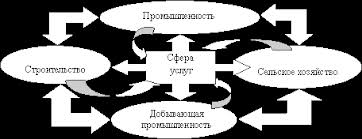 Промышленность
Сфера
услуг
Строительство
Сельское хозяйство
Добывающая
промышленность